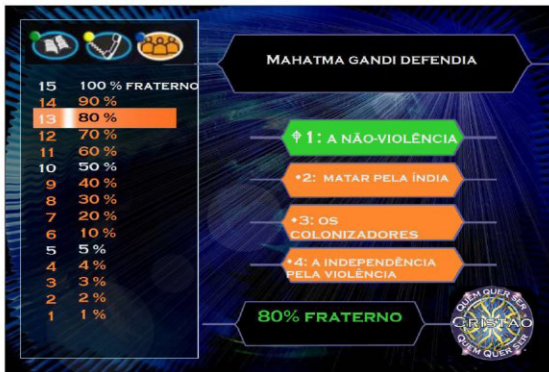 MAHATMA GANDI DEFENDIA
15 100 % FRATERNO
14 90 %
13 80 %
12 70 %
11 60 %
10 50 %
9 40 %
8 30 %
7 20 %
6 10 %
5 5 %
4 4 %
3 3 %
2 2 %
1 1 %
1: A NÃO-VIOLÊNCIA
•2: MATAR PELA ÍNDIA
•3: OS
COLONIZADORES
•4: A INDEPENDÊNCIA
PELA VIOLÊNCIA
80% FRATERNO
QUEM QUER SER
CRISTÃO
QUEM QUER SER